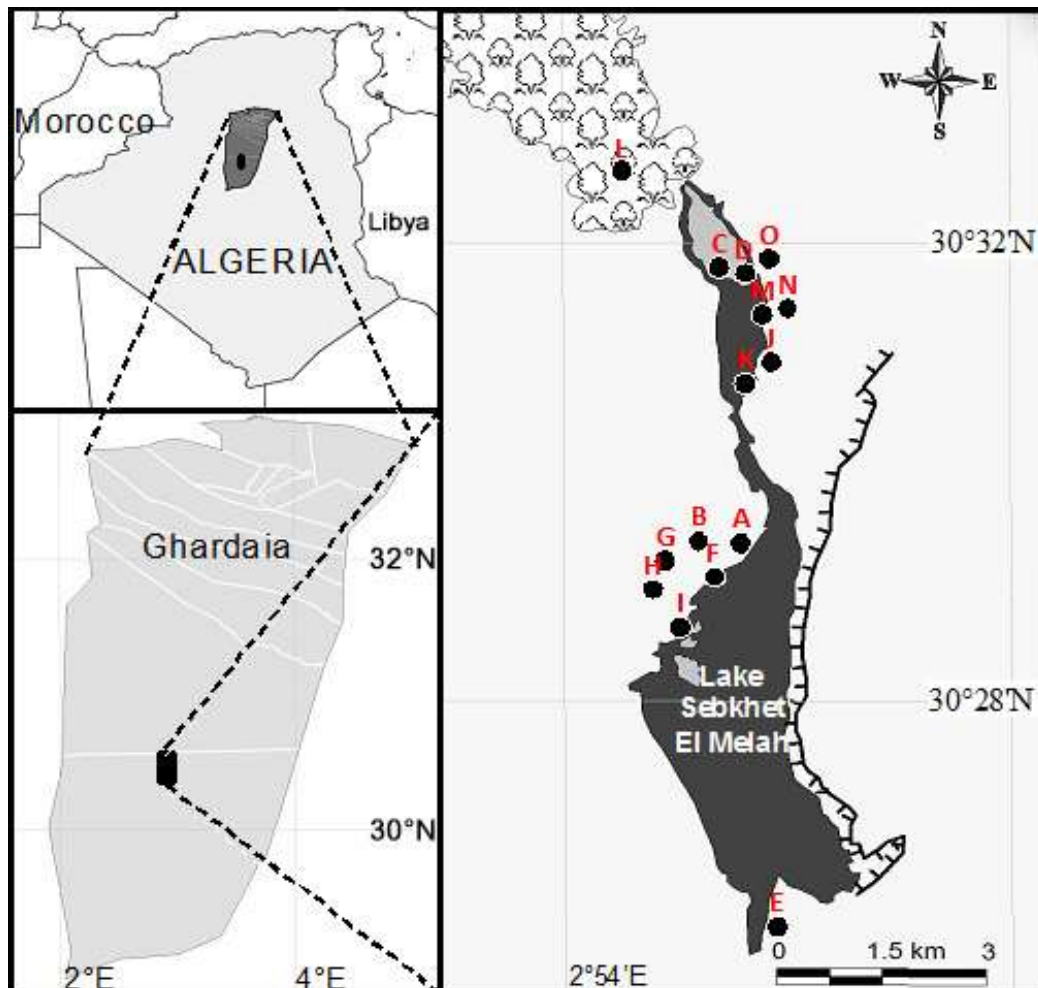 Morocco
Libya
ALGERIA
Ghardaia
32°N
30°N
2°E
4°E
N
W
E
S
L
30°32'N
C
D
O
M
N
J
K
B
A
G
F
H
I
Lake
Sebkhet
El Melah
30°28'N
E
0
1.5 km
3
2°54'E